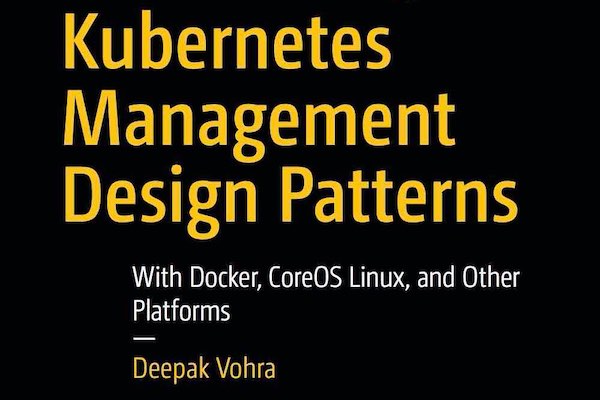 Kubernetes
Management
Design Patterns
With Docker, CoreOS Linux, and Other
Platforms
—
Deepak Vohra